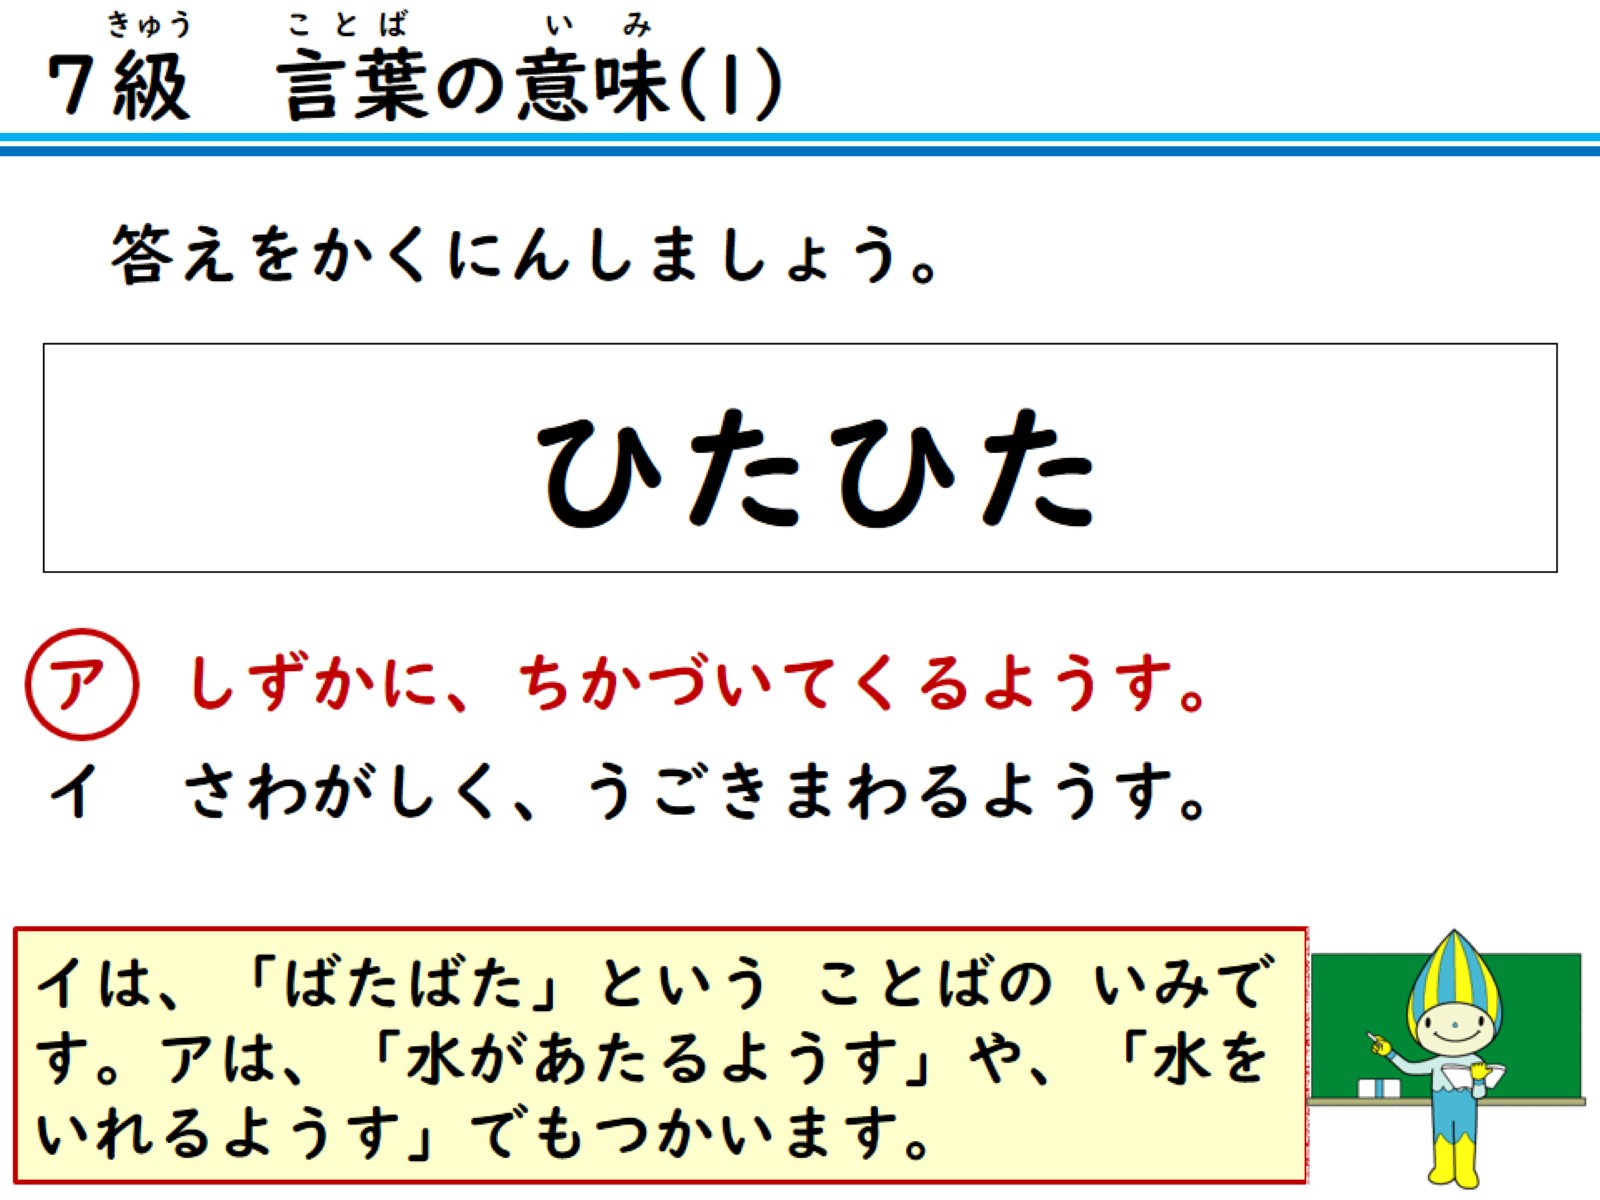 きゅう ことば いみ
7級 言葉の意味(1)
答えをかくにんしましょう。
ひたひた
ア しずかに、ちかづいてくるようす。
イ さわがしく、うごきまわるようす。
イは、「ばたばた」という ことばの いみで
す。アは、「水があたるようす」や、「水を
いれるようす」でもつかいます。